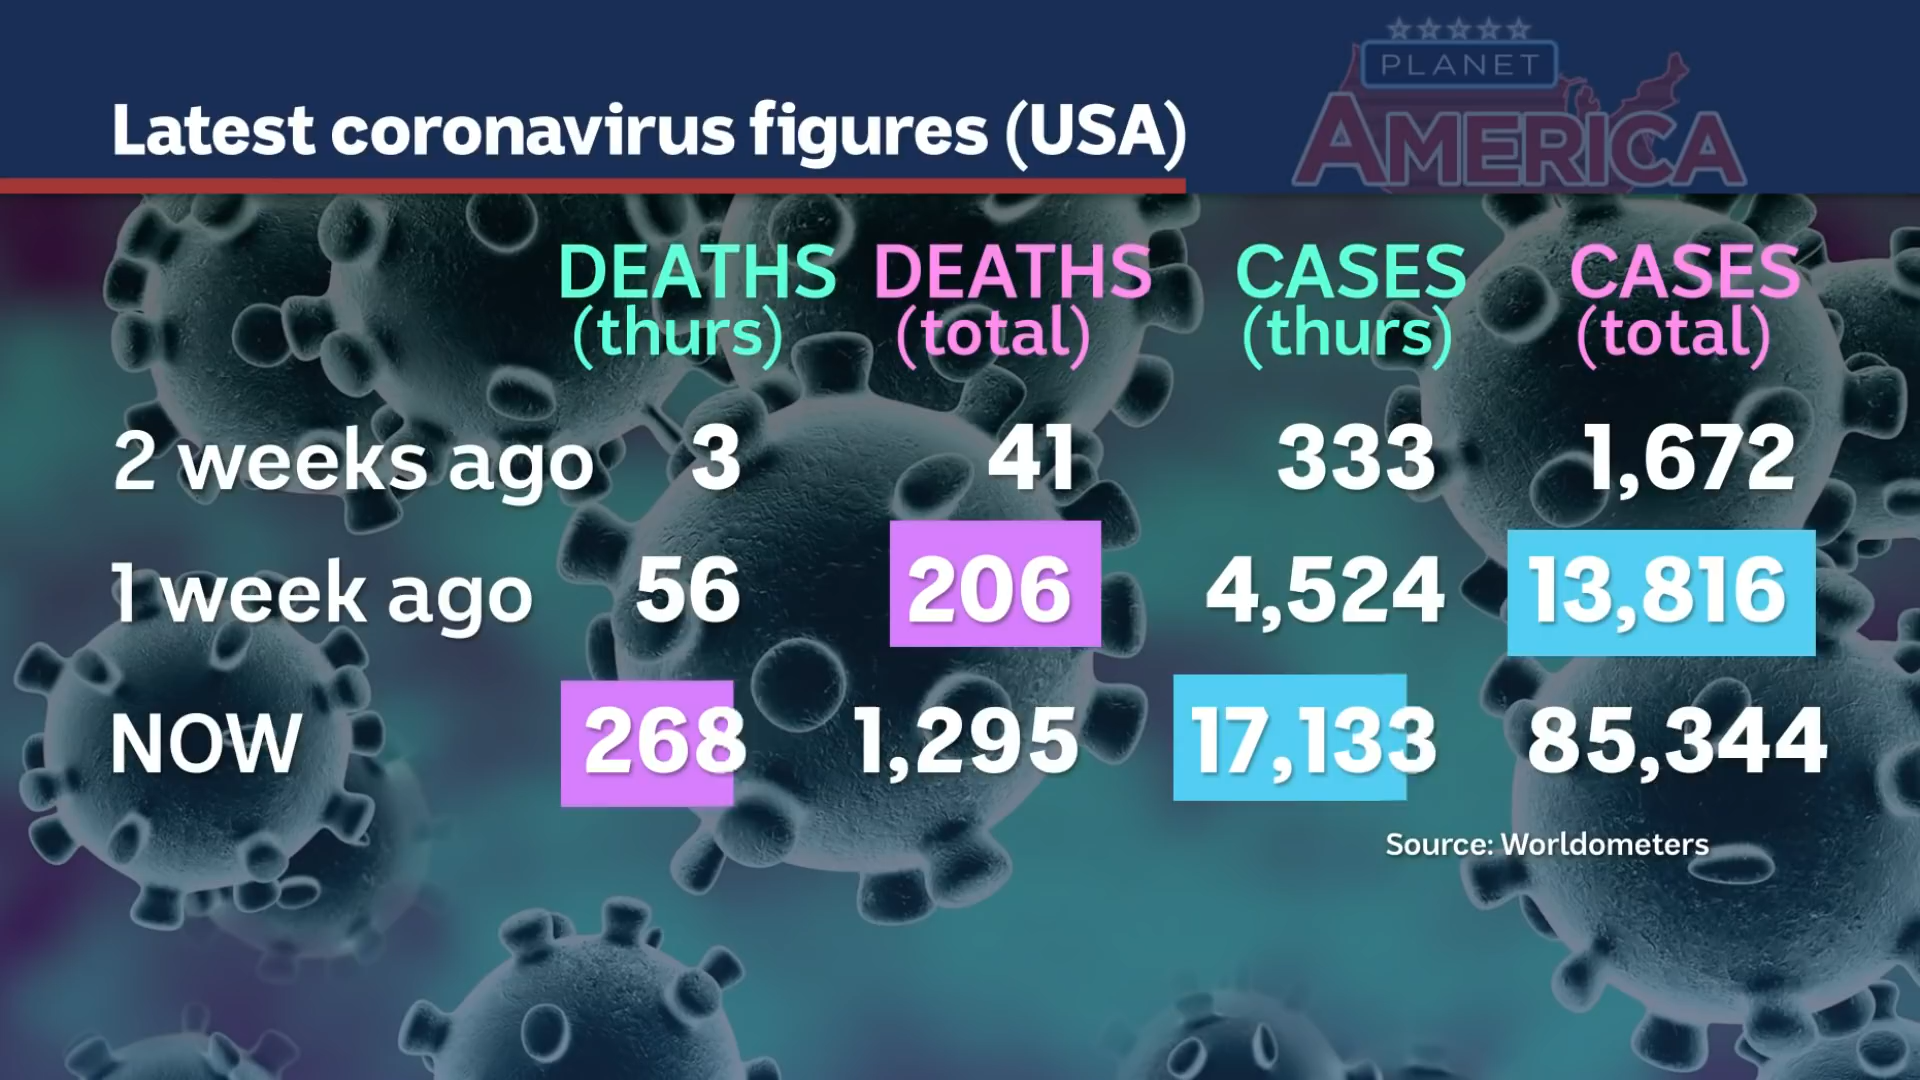 PLANET
AMERICA
Latest coronavirus figures (USA)
DEATHS DEATHS CASES CASES
(thurs) (total) (thurs) (total)
2 weeks ago 3 41 333 1,672
1 week ago 56 206 4,524 13,816
NOW 268 1,295 17,133 85,344
Source: Worldometers